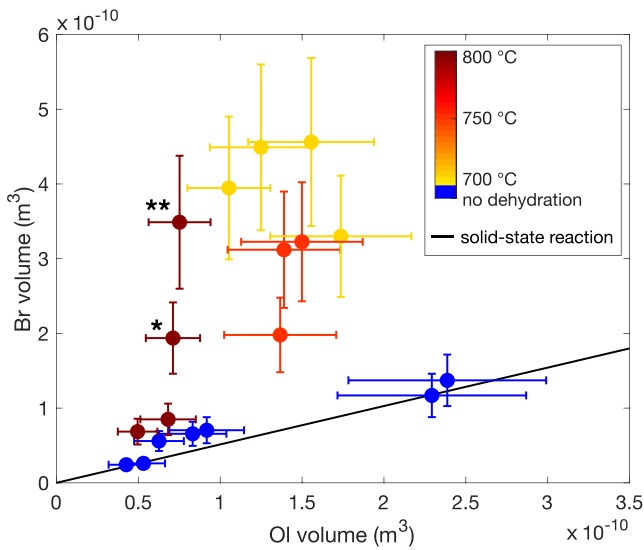 × 10⁻¹⁰
6
5
4
3
2
1
0
Br volume (m³)
800 °C
750 °C
700 °C
no dehydration
solid-state reaction
**
*
0
0.5
1
1.5
2
2.5
3
3.5
Ol volume (m³)
× 10⁻¹⁰